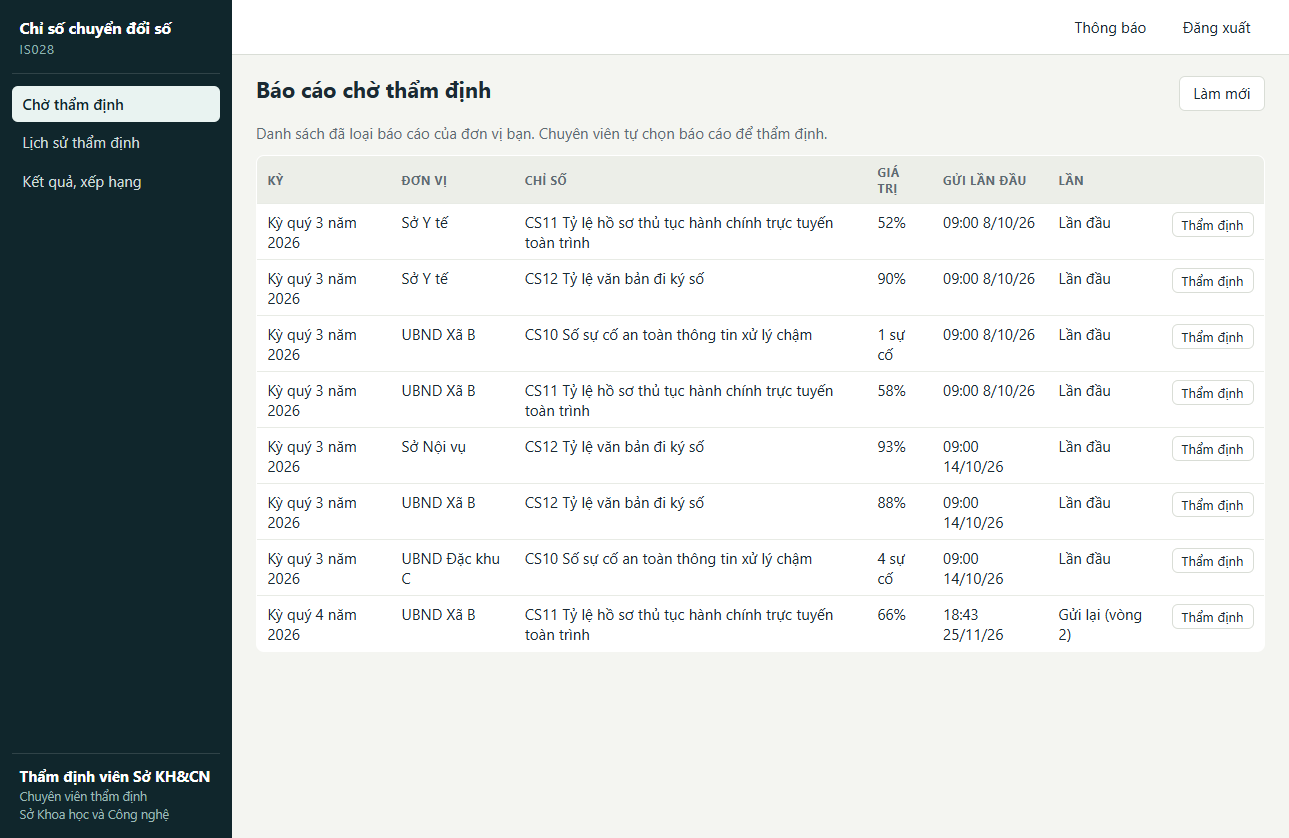 Chỉ số chuyển đổi số
IS028
Chờ thẩm định
Lịch sử thẩm định
Kết quả, xếp hạng
Thẩm định viên Sở KH&CN
Chuyên viên thẩm định
Sở Khoa học và Công nghệ
Thông báo Đăng xuất
Báo cáo chờ thẩm định
Làm mới
Danh sách đã loại báo cáo của đơn vị bạn. Chuyên viên tự chọn báo cáo để thẩm định.
KỲ ĐƠN VỊ CHỈ SỐ GIÁ TRỊ GỬI LẦN ĐẦU LẦN
Kỳ quý 3 năm 2026 Sở Y tế CS11 Tỷ lệ hồ sơ thủ tục hành chính trực tuyến toàn trình 52% 09:00 8/10/26 Lần đầu Thẩm định
Kỳ quý 3 năm 2026 Sở Y tế CS12 Tỷ lệ văn bản đi ký số 90% 09:00 8/10/26 Lần đầu Thẩm định
Kỳ quý 3 năm 2026 UBND Xã B CS10 Số sự cố an toàn thông tin xử lý chậm 1 sự cố 09:00 8/10/26 Lần đầu Thẩm định
Kỳ quý 3 năm 2026 UBND Xã B CS11 Tỷ lệ hồ sơ thủ tục hành chính trực tuyến toàn trình 58% 09:00 8/10/26 Lần đầu Thẩm định
Kỳ quý 3 năm 2026 Sở Nội vụ CS12 Tỷ lệ văn bản đi ký số 93% 09:00 14/10/26 Lần đầu Thẩm định
Kỳ quý 3 năm 2026 UBND Xã B CS12 Tỷ lệ văn bản đi ký số 88% 09:00 14/10/26 Lần đầu Thẩm định
Kỳ quý 3 năm 2026 UBND Đặc khu C CS10 Số sự cố an toàn thông tin xử lý chậm 4 sự cố 09:00 14/10/26 Lần đầu Thẩm định
Kỳ quý 4 năm 2026 UBND Xã B CS11 Tỷ lệ hồ sơ thủ tục hành chính trực tuyến toàn trình 66% 18:43 25/11/26 Gửi lại (vòng 2) Thẩm định